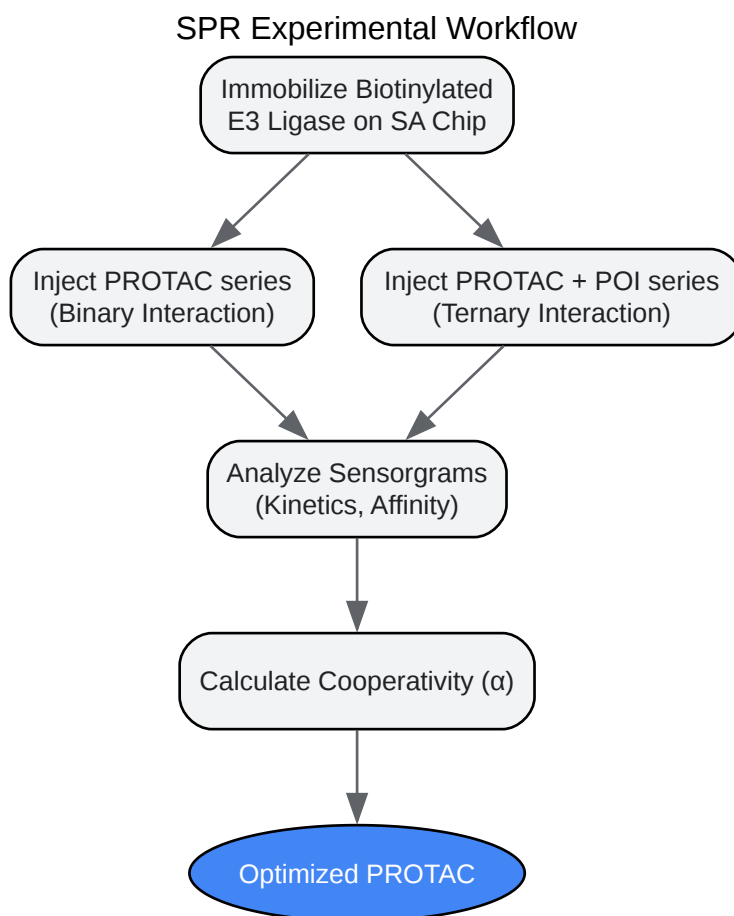 SPR Experimental Workflow
Immobilize Biotinylated
E3 Ligase on SA Chip
Inject PROTAC series
(Binary Interaction)
Inject PROTAC + POI series
(Ternary Interaction)
Analyze Sensorgrams
(Kinetics, Affinity)
Calculate Cooperativity (α)
Optimized PROTAC